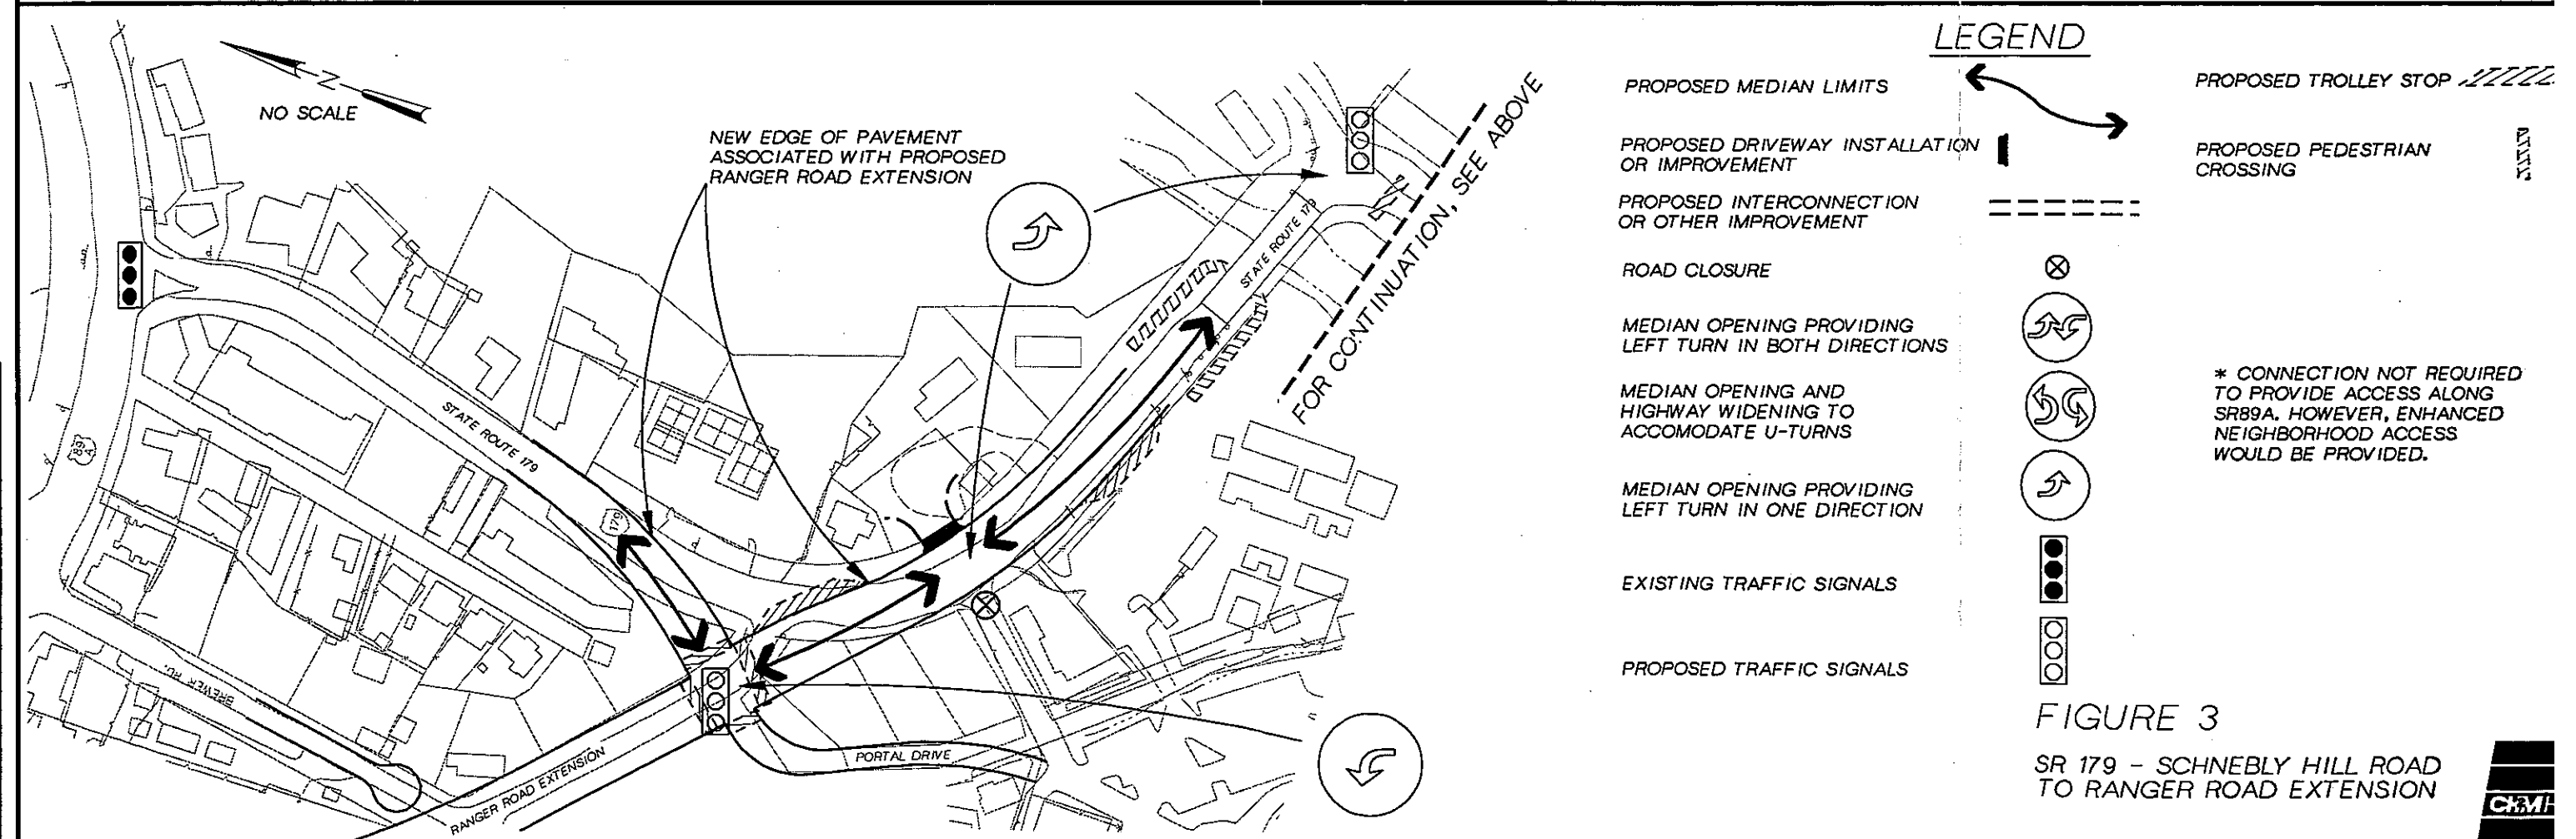 N
NO SCALE
NEW EDGE OF PAVEMENT
ASSOCIATED WITH PROPOSED
RANGER ROAD EXTENSION
STATE ROUTE 179
FOR CONTINUATION, SEE ABOVE
STATE ROUTE 179
179
89A
BREWER RD.
RANGER ROAD EXTENSION
PORTAL DRIVE
LEGEND
PROPOSED MEDIAN LIMITS
PROPOSED DRIVEWAY INSTALLATION
OR IMPROVEMENT
PROPOSED INTERCONNECTION
OR OTHER IMPROVEMENT
ROAD CLOSURE
MEDIAN OPENING PROVIDING
LEFT TURN IN BOTH DIRECTIONS
MEDIAN OPENING AND
HIGHWAY WIDENING TO
ACCOMODATE U-TURNS
MEDIAN OPENING PROVIDING
LEFT TURN IN ONE DIRECTION
EXISTING TRAFFIC SIGNALS
PROPOSED TRAFFIC SIGNALS
PROPOSED TROLLEY STOP
PROPOSED PEDESTRIAN
CROSSING
* CONNECTION NOT REQUIRED
TO PROVIDE ACCESS ALONG
SR89A. HOWEVER, ENHANCED
NEIGHBORHOOD ACCESS
WOULD BE PROVIDED.
FIGURE 3
SR 179 - SCHNEBLY HILL ROAD
TO RANGER ROAD EXTENSION